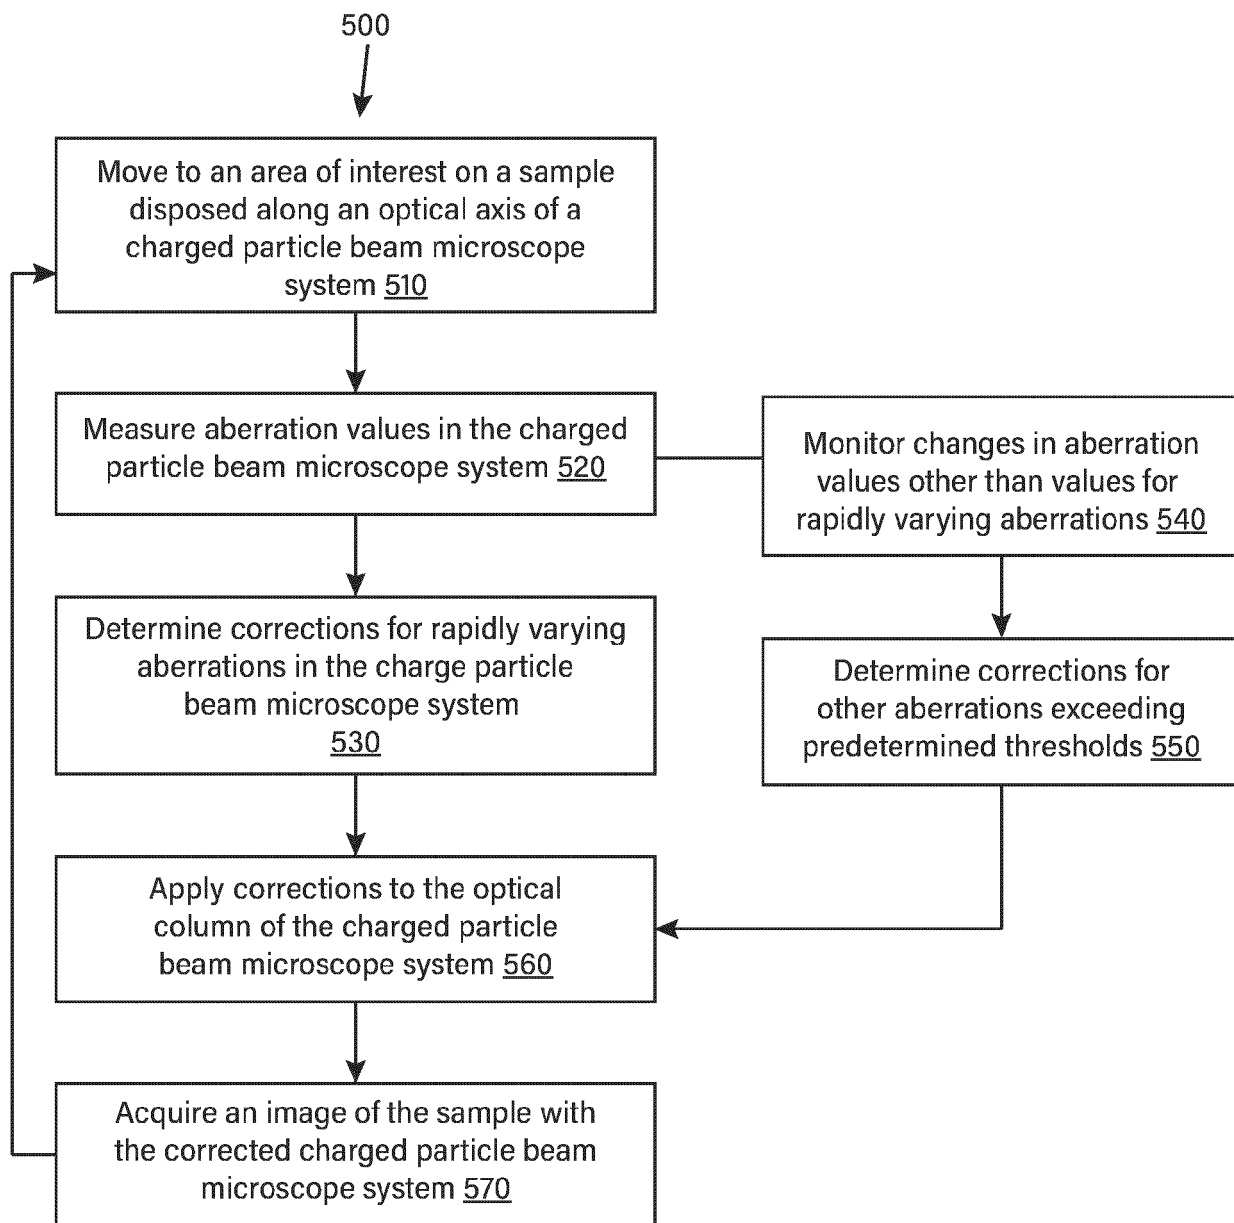 500
Move to an area of interest on a sample
disposed along an optical axis of a
charged particle beam microscope
system 510
Measure aberration values in the charged
particle beam microscope system 520
Monitor changes in aberration
values other than values for
rapidly varying aberrations 540
Determine corrections for rapidly varying
aberrations in the charge particle
beam microscope system
530
Determine corrections for
other aberrations exceeding
predetermined thresholds 550
Apply corrections to the optical
column of the charged particle
beam microscope system 560
Acquire an image of the sample with
the corrected charged particle beam
microscope system 570